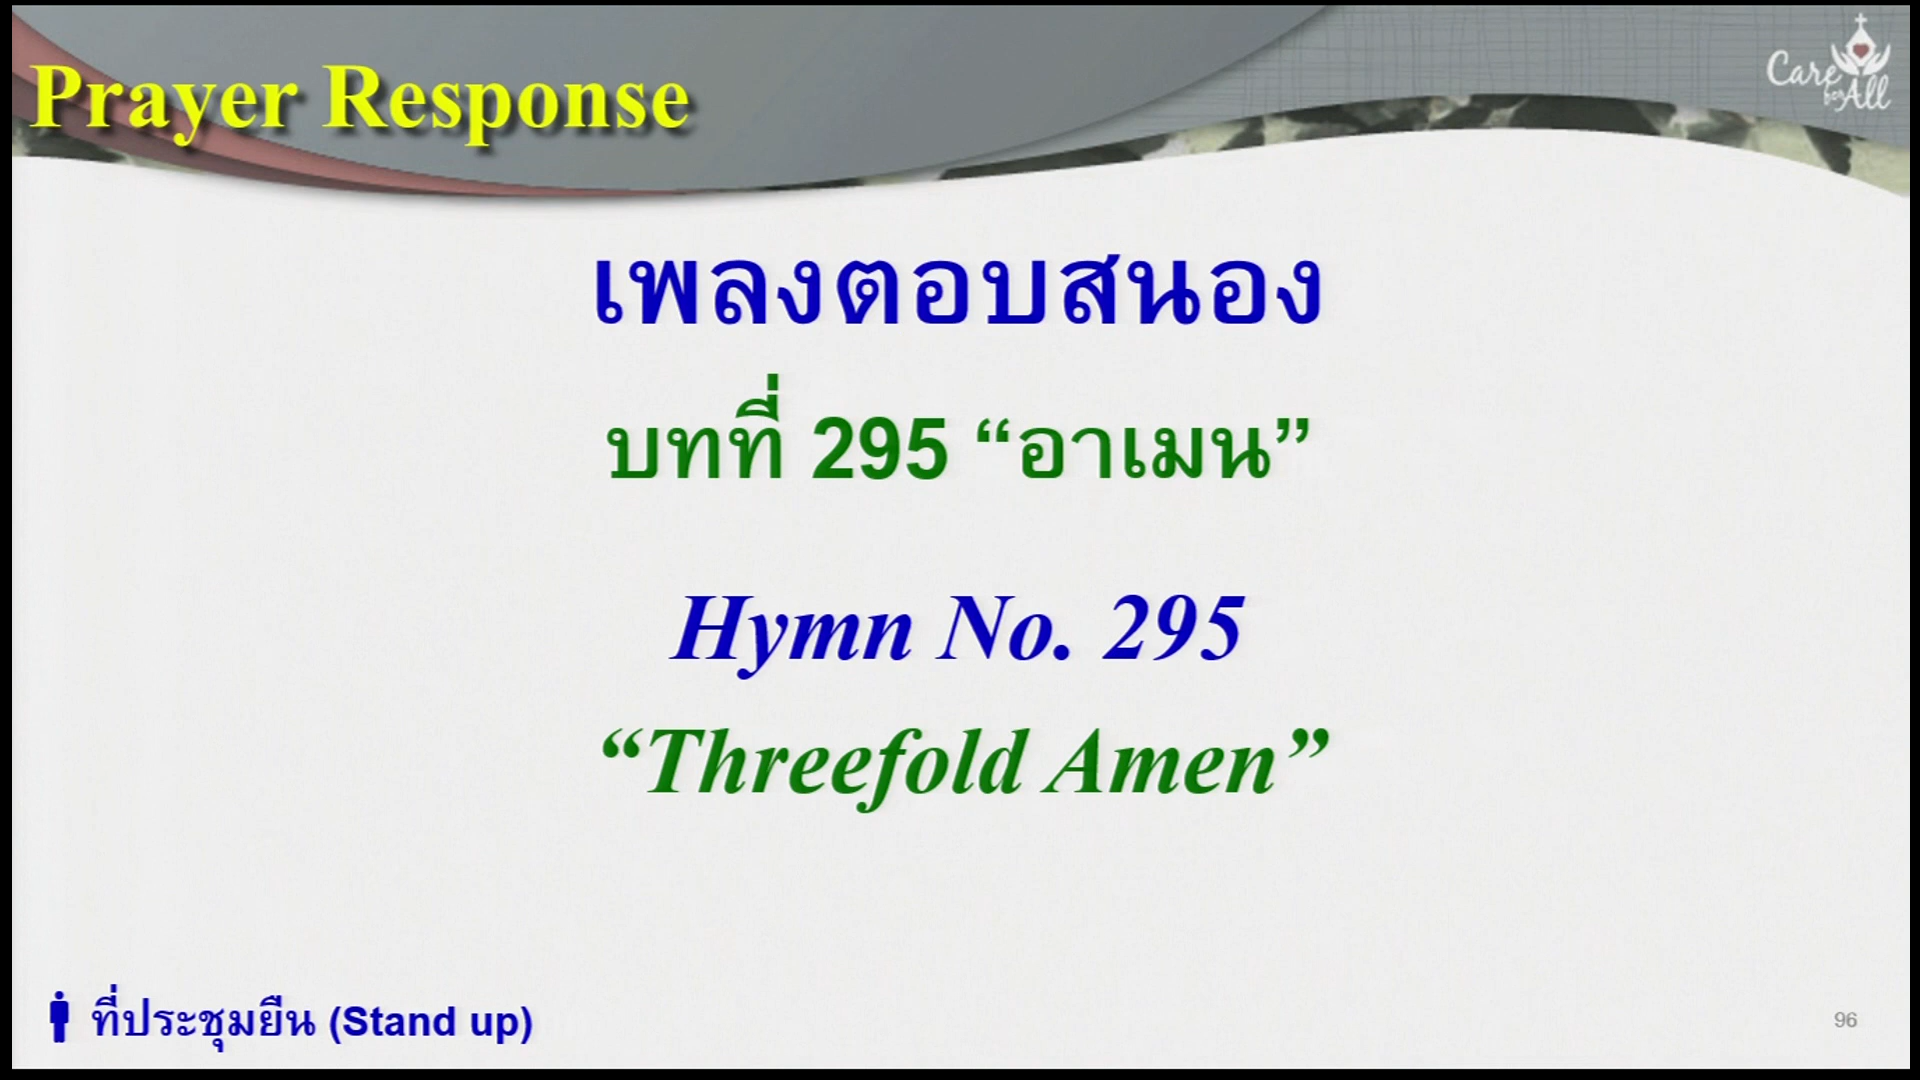 Prayer Response
Care
for All
เพลงตอบสนอง
บทที่ 295 “อาเมน”
Hymn No. 295
“Threefold Amen”
ที่ประชุมยืน (Stand up)
96